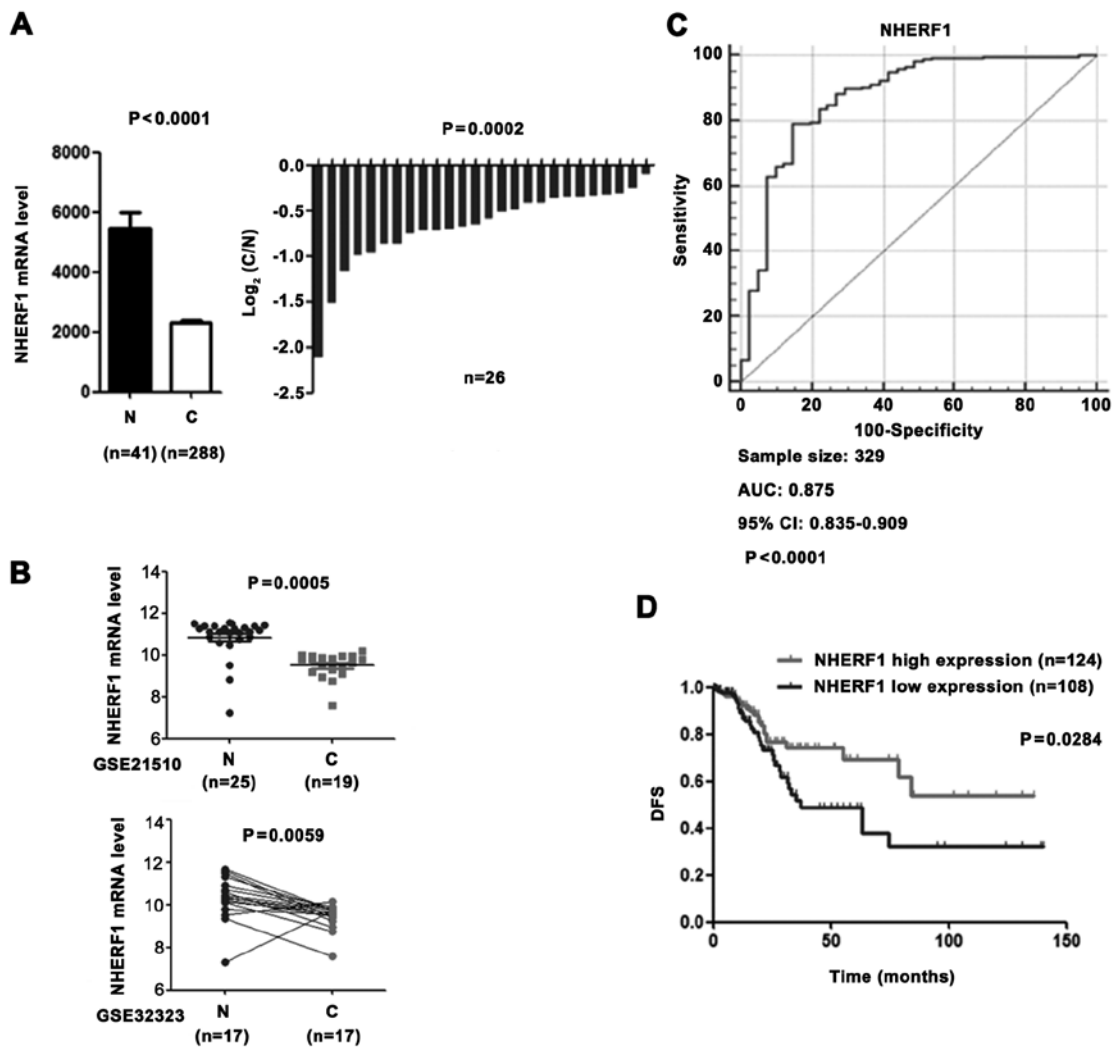 A
P<0.0001
NHERF1 mRNA level
8000
6000
4000
2000
0
N
C
(n=41) (n=288)
P=0.0002
Log₂ (C/N)
0.0
-0.5
-1.0
-1.5
-2.0
-2.5
n=26
C
NHERF1
Sensitivity
100
80
60
40
20
0
0
20
40
60
80
100
100-Specificity
Sample size: 329
AUC: 0.875
95% CI: 0.835-0.909
P<0.0001
B
NHERF1 mRNA level
14
12
10
8
6
P=0.0005
GSE21510
N
C
(n=25)
(n=19)
NHERF1 mRNA level
14
12
10
8
6
P=0.0059
GSE32323
N
C
(n=17)
(n=17)
D
NHERF1 high expression (n=124)
NHERF1 low expression (n=108)
P=0.0284
DFS
1.0
0.8
0.6
0.4
0.2
0.0
0
50
100
150
Time (months)